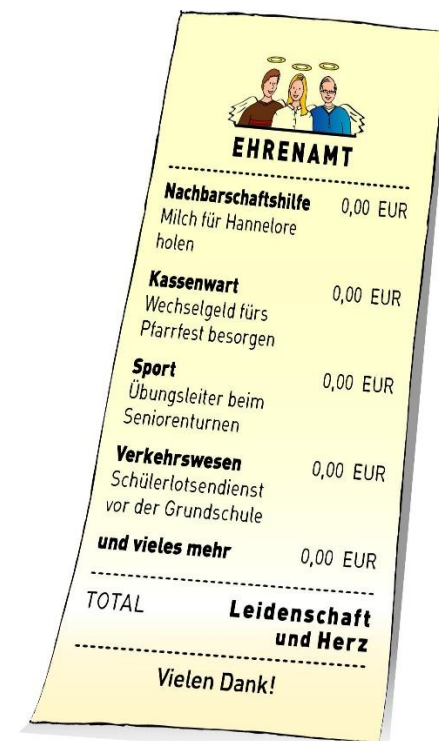 EHRENAMT
Nachbarschaftshilfe 0,00 EUR
Milch für Hannelore
holen
Kassenwart 0,00 EUR
Wechselgeld fürs
Pfarrfest besorgen
Sport 0,00 EUR
Übungsleiter beim
Seniorenturnen
Verkehrswesen 0,00 EUR
Schülerlotsendienst
vor der Grundschule
und vieles mehr 0,00 EUR
TOTAL Leidenschaft
und Herz
Vielen Dank!